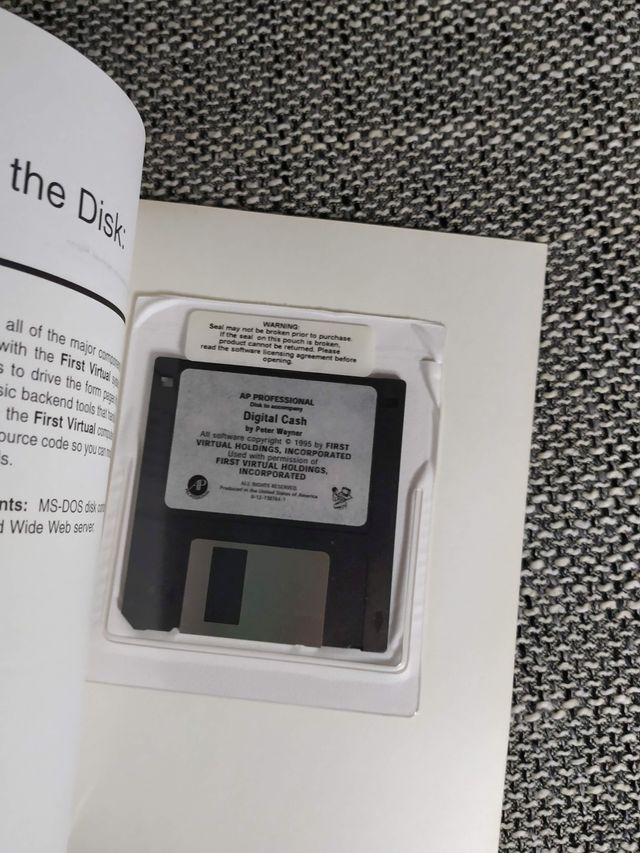 the Disk:
all of the major
with the First Virtual
s to drive the form page
sic backend tools that
the First Virtual
source code so you can
ls.
nts: MS-DOS disk
d Wide Web server.
WARNING:
Seal may not be broken prior to purchase.
If the seal on this pouch is broken,
product cannot be returned. Please
read the software licensing agreement before
opening.
AP PROFESSIONAL
Disk to accompany
Digital Cash
by Peter Wayner
All software copyright © 1995 by FIRST
VIRTUAL HOLDINGS, INCORPORATED
Used with permission of
FIRST VIRTUAL HOLDINGS,
INCORPORATED
ALL RIGHTS RESERVED
Produced in the United States of America
AP